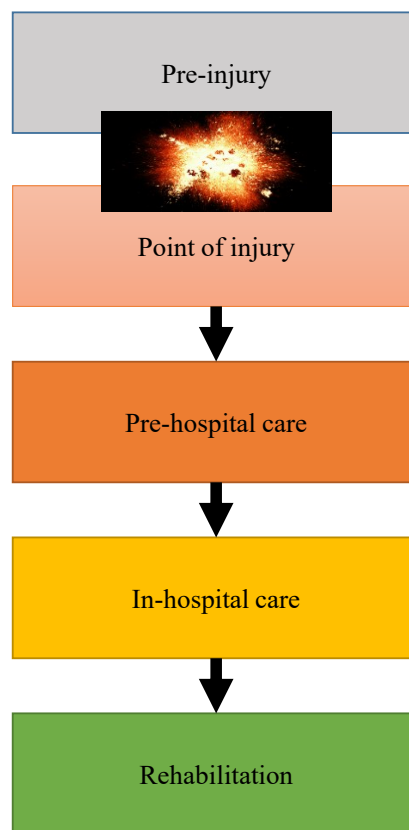 Pre-injury
Point of injury
Pre-hospital care
In-hospital care
Rehabilitation